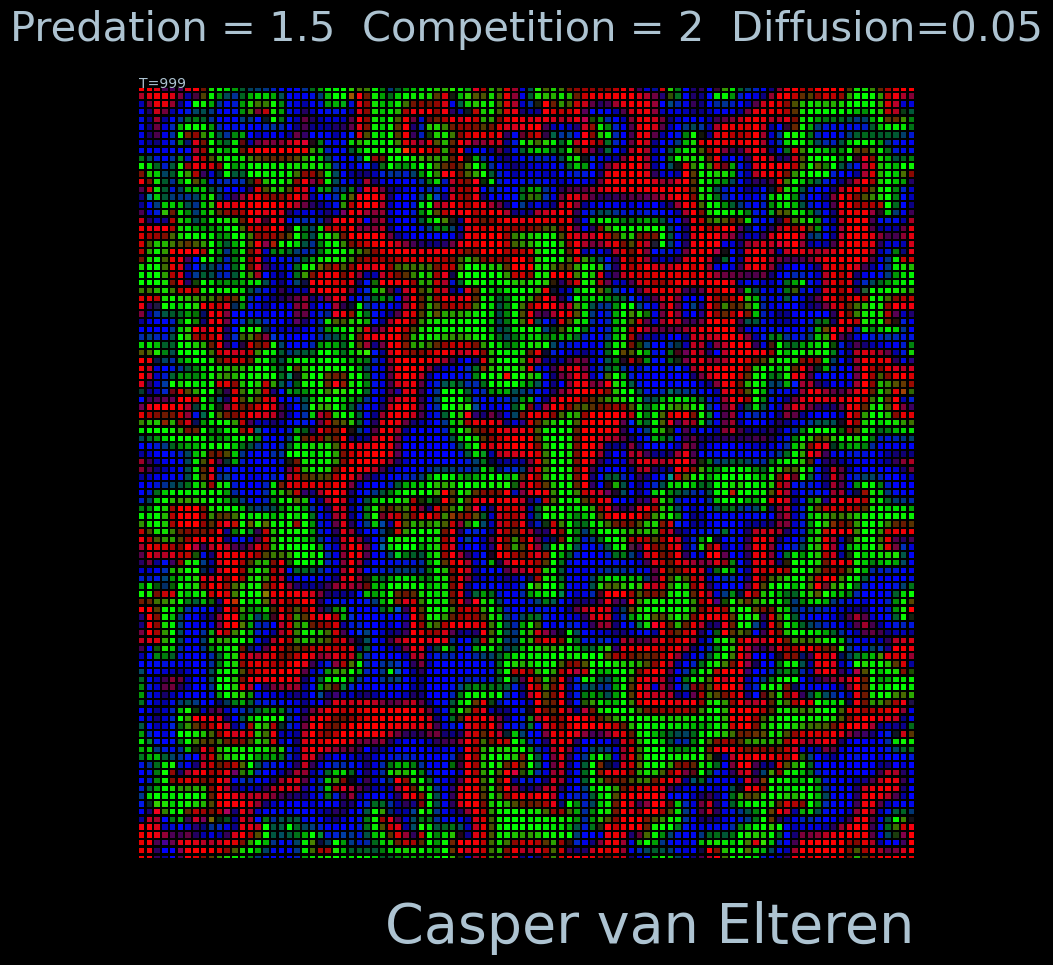 Predation = 1.5  Competition = 2  Diffusion=0.05
T=999
Casper van Elteren